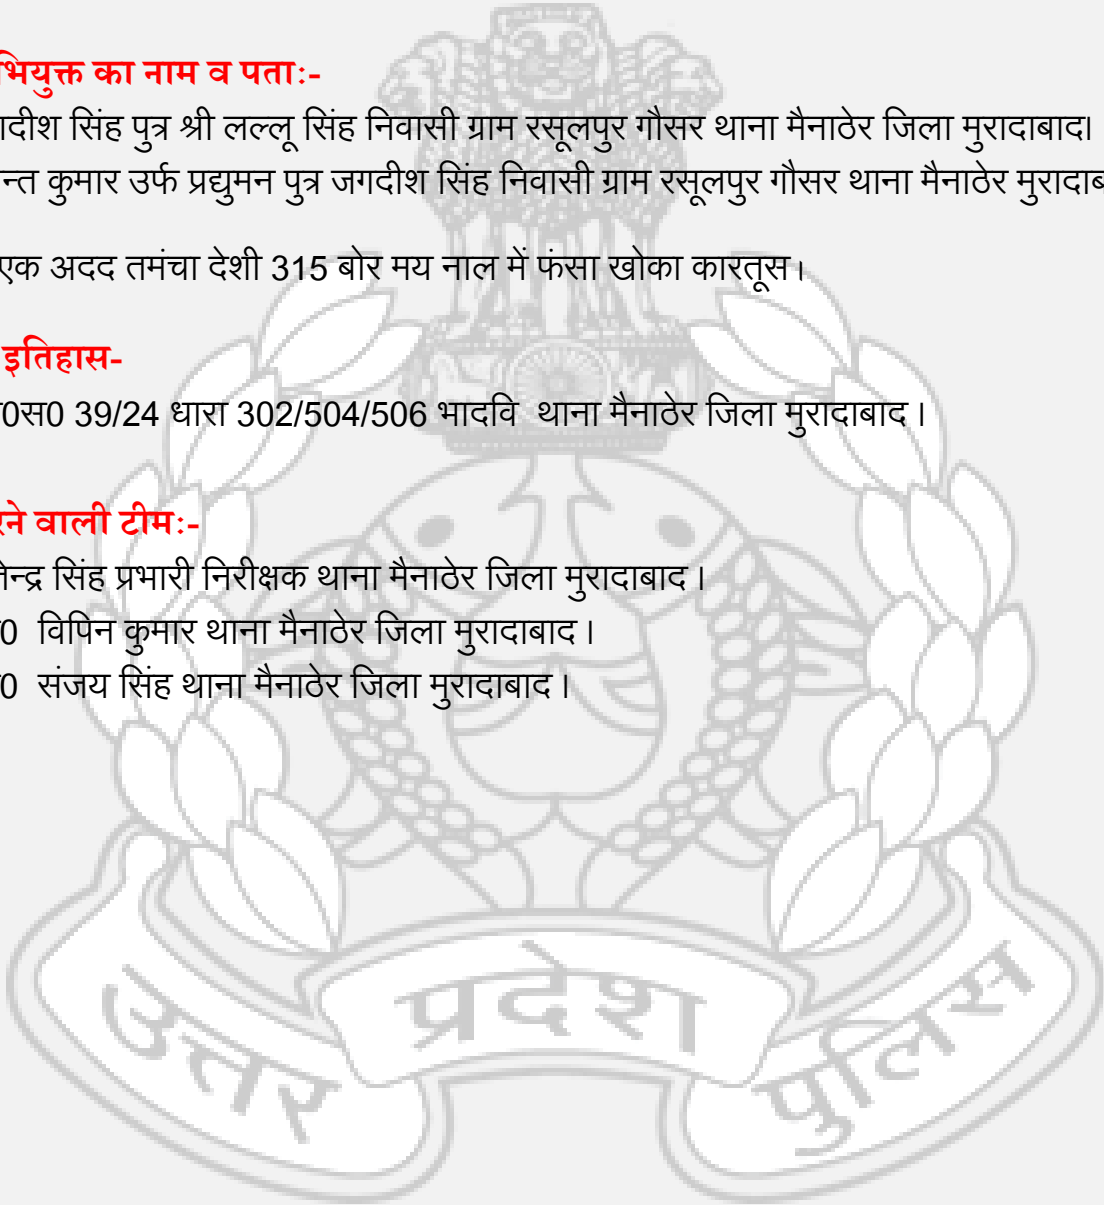 भियुक्त का नाम व पताः-
गदीश सिंह पुत्र श्री लल्लू सिंह निवासी ग्राम रसूलपुर गौसर थाना मैनाठेर जिला मुरादाबाद।
न्त कुमार उर्फ प्रद्युमन पुत्र जगदीश सिंह निवासी ग्राम रसूलपुर गौसर थाना मैनाठेर
एक अदद तमंचा देशी 315 बोर मय नाल में फंसा खोका कारतूस।
इतिहास-
0स0 39/24 धारा 302/504/506 भादवि थाना मैनाठेर जिला मुरादाबाद।
रने वाली टीमः-
सिंह प्रभारी निरीक्षक थाना मैनाठेर जिला मुरादाबाद।
0 विपिन कुमार थाना मैनाठेर जिला मुरादाबाद।
0 संजय सिंह थाना मैनाठेर जिला मुरादाबाद।
उत्तर प्रदेश पुलिस